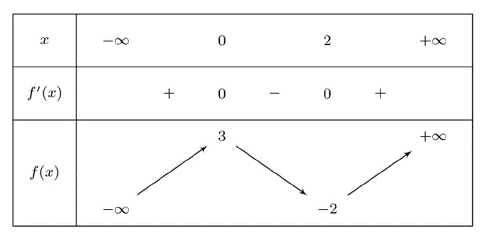 x −∞ 0 2 +∞
f′(x) + 0 − 0 +
3 +∞
f(x)
−∞ −2